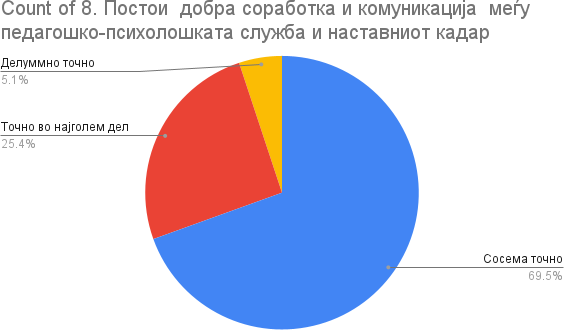 Count of 8. Постои  добра соработка и комуникација  меѓу
педагошко-психолошката служба и наставниот кадар
Делуммно точно
5.1%
Точно во најголем дел
25.4%
Сосема точно
69.5%